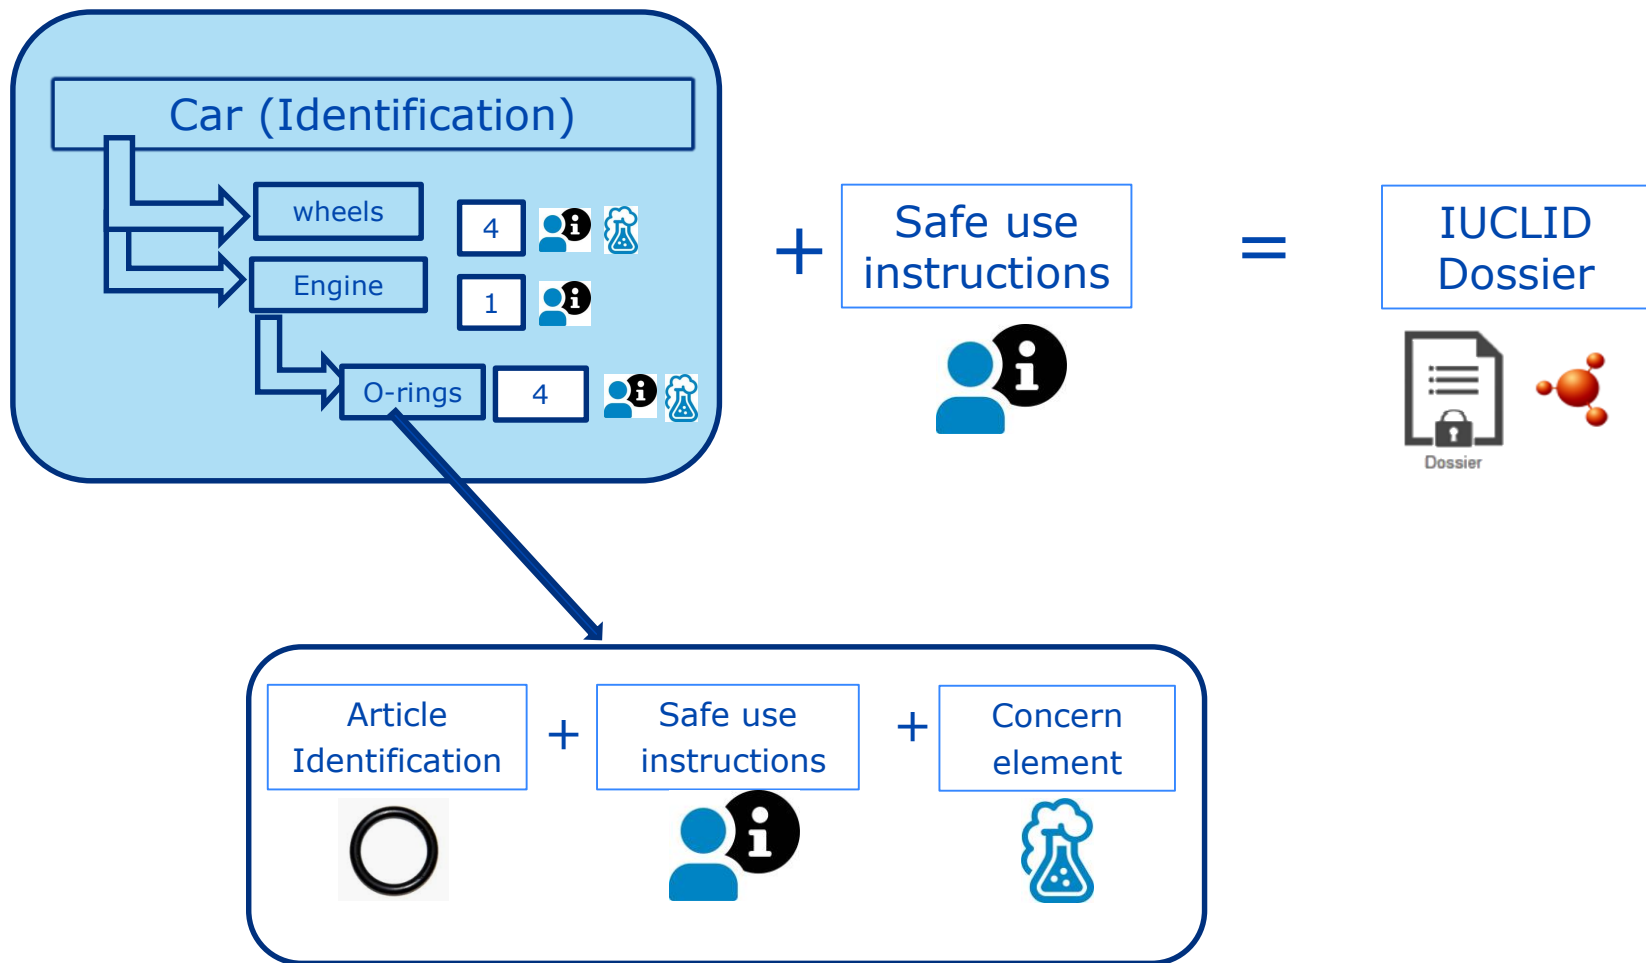 Car (Identification)
wheels
4
Engine
1
O-rings
4
+
Safe use
instructions
=
IUCLID
Dossier
Dossier
Article
Identification
+
Safe use
instructions
+
Concern
element